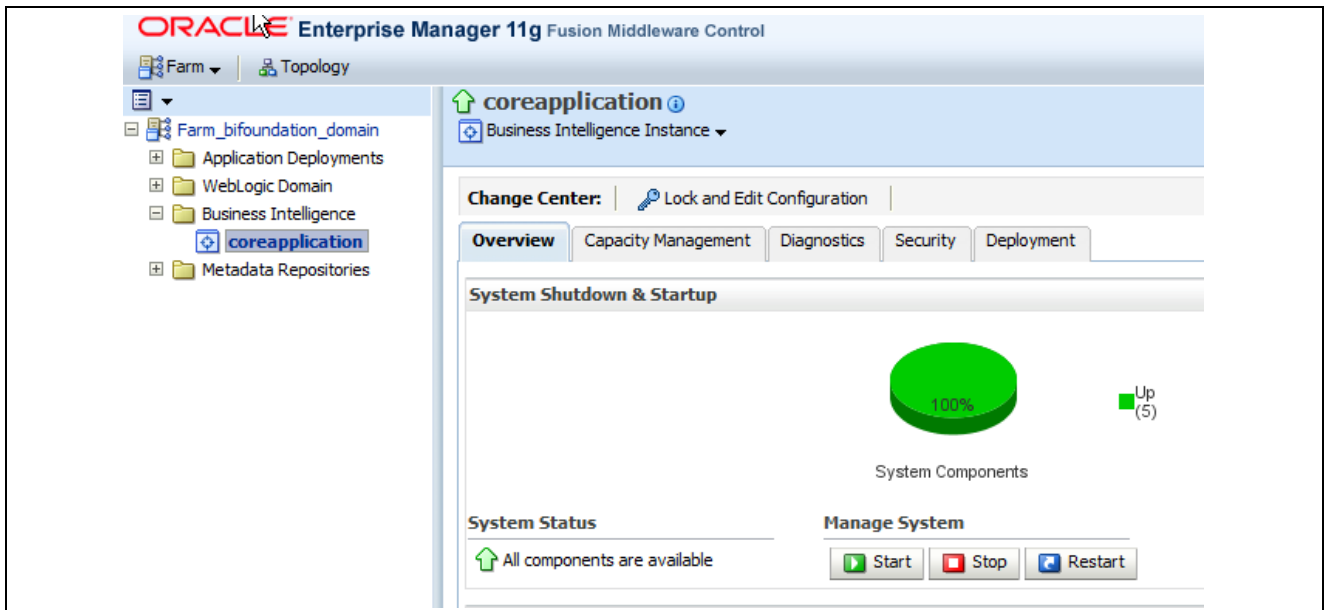 ORACLE Enterprise Manager 11g Fusion Middleware Control
Farm Topology
Farm_bifoundation_domain
Application Deployments
WebLogic Domain
Business Intelligence
coreapplication
Metadata Repositories
coreapplication
Business Intelligence Instance
Change Center: Lock and Edit Configuration
Overview Capacity Management Diagnostics Security Deployment
System Shutdown & Startup
100%
Up
(5)
System Components
System Status
All components are available
Manage System
Start Stop Restart